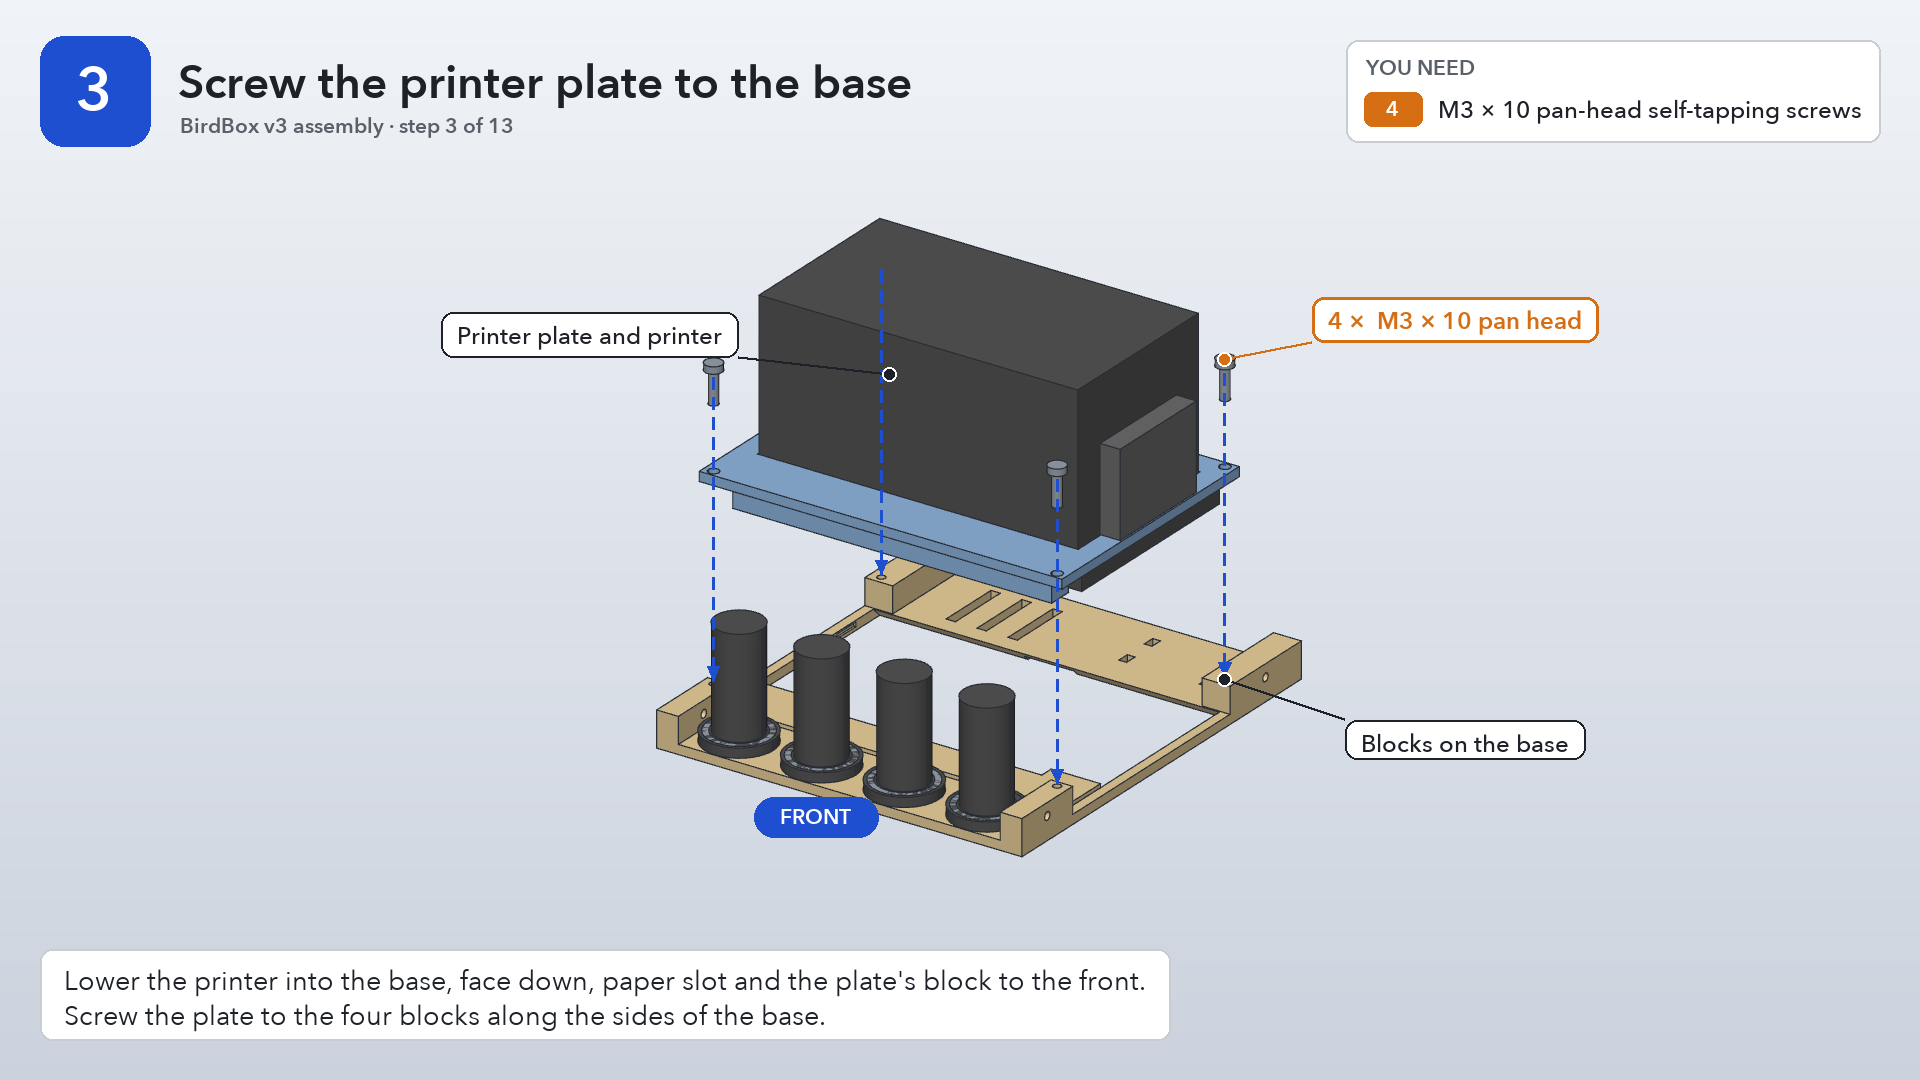 3
Screw the printer plate to the base
BirdBox v3 assembly · step 3 of 13
YOU NEED
4 M3 × 10 pan-head self-tapping screws
Printer plate and printer
4 × M3 × 10 pan head
Blocks on the base
FRONT
Lower the printer into the base, face down, paper slot and the plate's block to the front.
Screw the plate to the four blocks along the sides of the base.